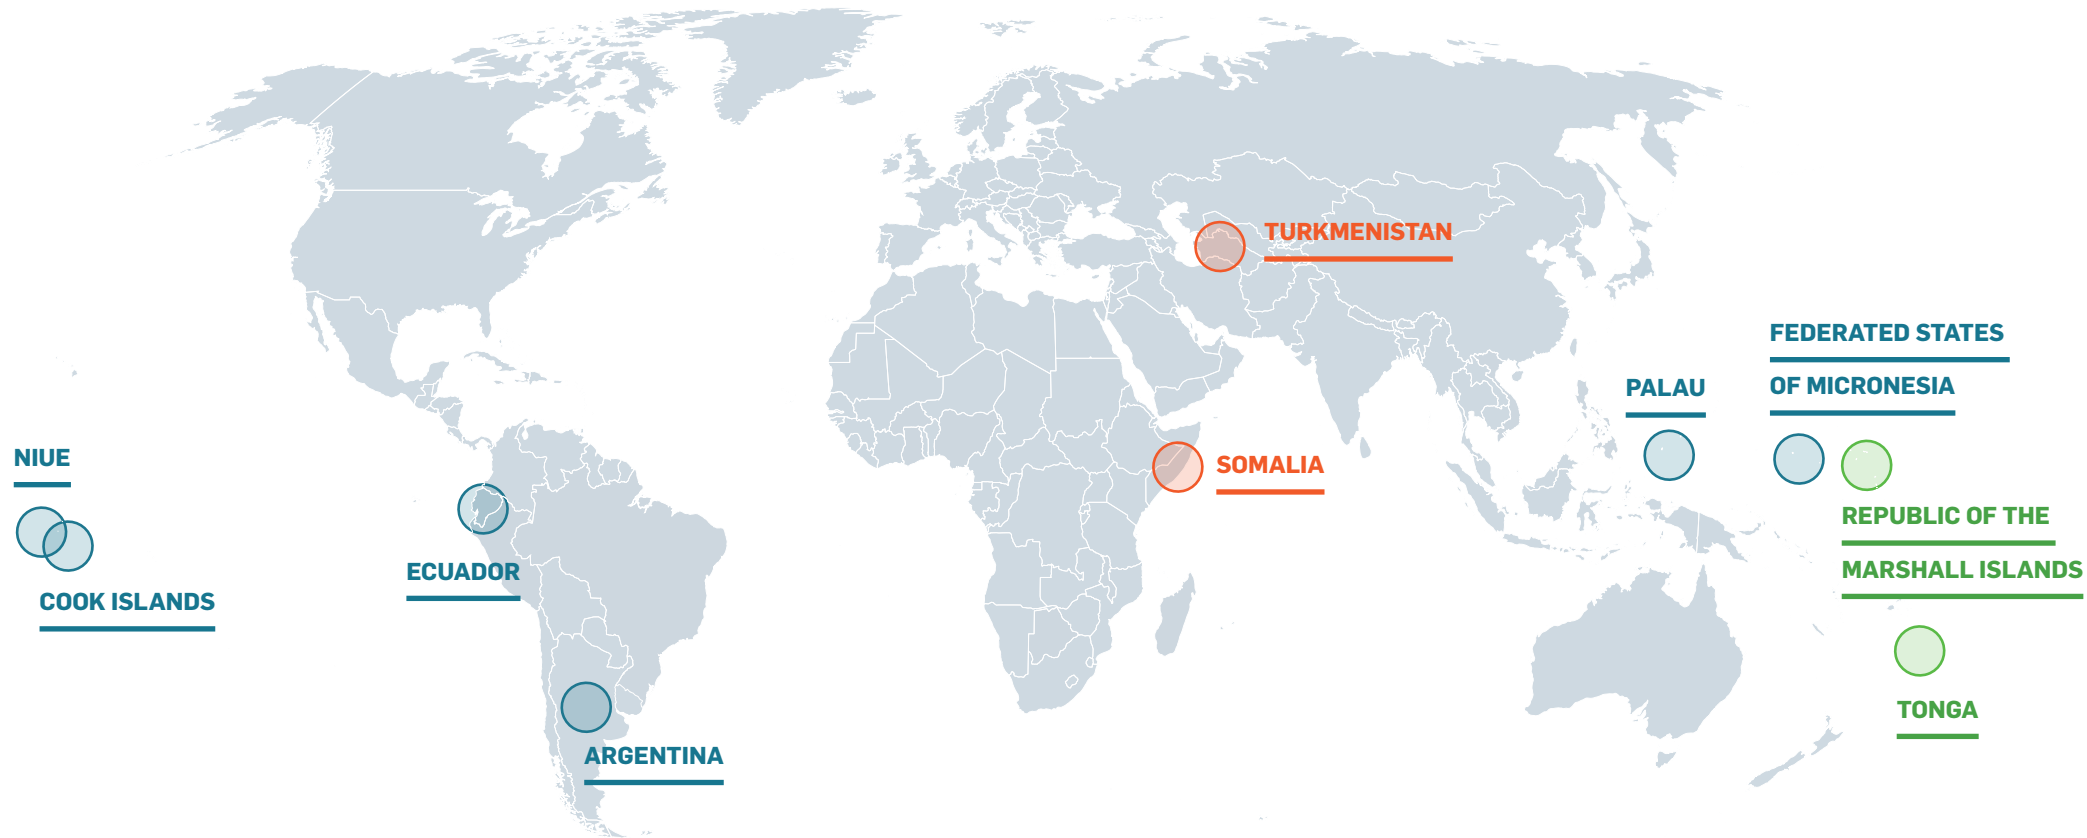 TURKMENISTAN
FEDERATED STATES
OF MICRONESIA
PALAU
NIUE
SOMALIA
REPUBLIC OF THE
MARSHALL ISLANDS
ECUADOR
COOK ISLANDS
TONGA
ARGENTINA